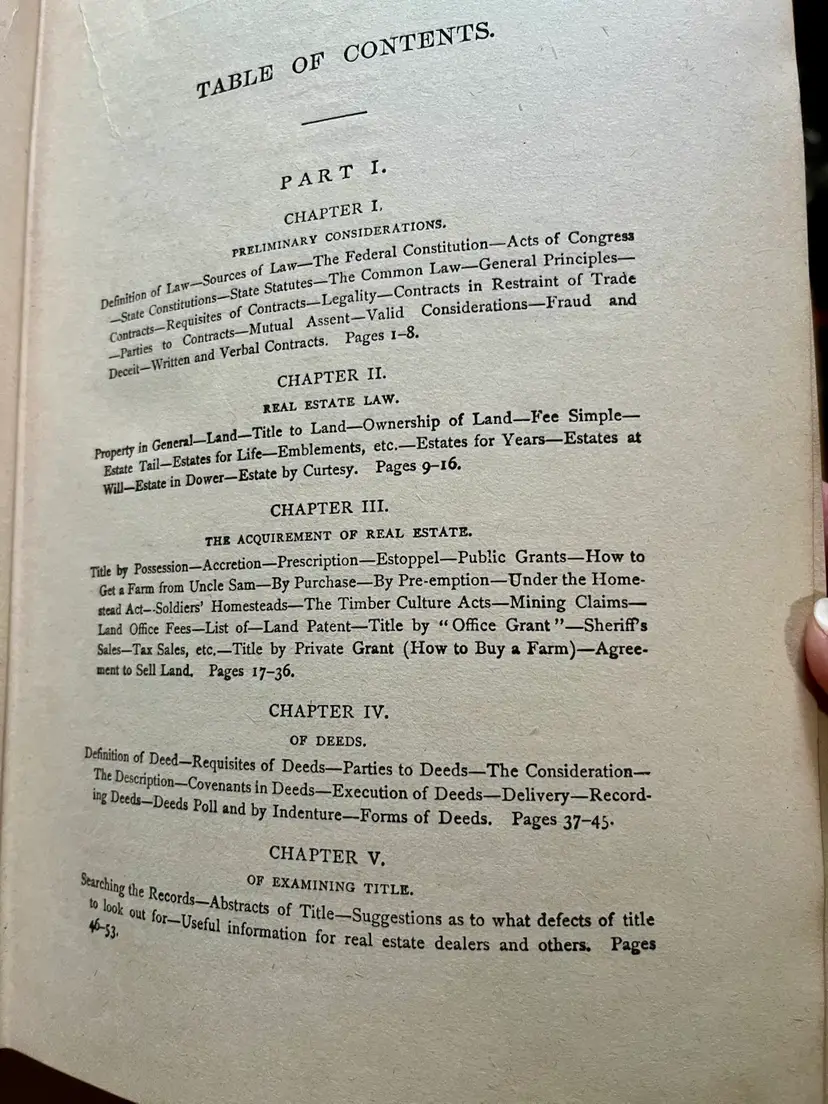 TABLE OF CONTENTS.
PART I.
CHAPTER I.
PRELIMINARY CONSIDERATIONS.
Definition of Law—Sources of Law—The Federal Constitution—Acts of Congress
—State Constitutions—State Statutes—The Common Law—General Principles—
Contracts—Requisites of Contracts—Legality—Contracts in Restraint of Trade
—Parties to Contracts—Mutual Assent—Valid Considerations—Fraud and
Deceit—Written and Verbal Contracts. Pages 1–8.
CHAPTER II.
REAL ESTATE LAW.
Property in General—Land—Title to Land—Ownership of Land—Fee Simple—
Estate Tail—Estates for Life—Emblements, etc.—Estates for Years—Estates at
Will—Estate in Dower—Estate by Curtesy. Pages 9–16.
CHAPTER III.
THE ACQUIREMENT OF REAL ESTATE.
Title by Possession—Accretion—Prescription—Estoppel—Public Grants—How to
Get a Farm from Uncle Sam—By Purchase—By Pre-emption—Under the Home-
stead Act—Soldiers' Homesteads—The Timber Culture Acts—Mining Claims—
Land Office Fees—List of—Land Patent—Title by "Office Grant"—Sheriff's
Sales—Tax Sales, etc.—Title by Private Grant (How to Buy a Farm)—Agree-
ment to Sell Land. Pages 17–36.
CHAPTER IV.
OF DEEDS.
Definition of Deed—Requisites of Deeds—Parties to Deeds—The Consideration—
The Description—Covenants in Deeds—Execution of Deeds—Delivery—Record-
ing Deeds—Deeds Poll and by Indenture—Forms of Deeds. Pages 37–45.
CHAPTER V.
OF EXAMINING TITLE.
Searching the Records—Abstracts of Title—Suggestions as to what defects of title
to look out for—Useful information for real estate dealers and others. Pages
46–53.